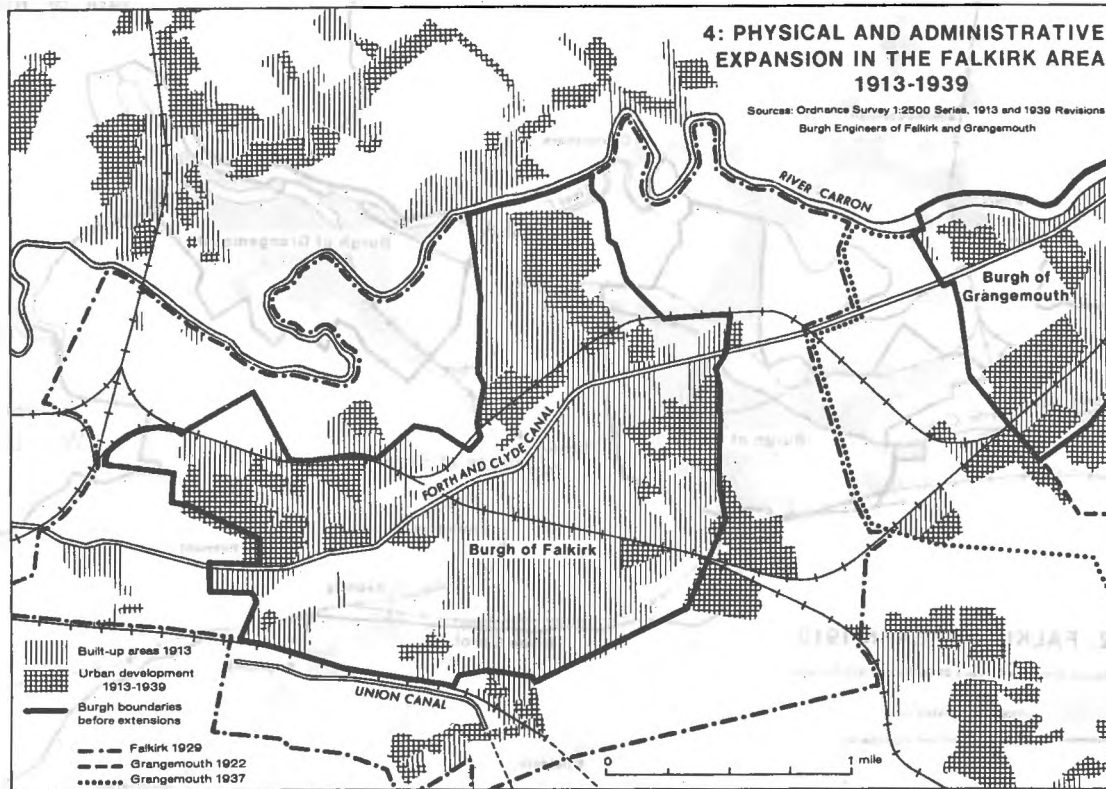 4: PHYSICAL AND ADMINISTRATIVE
EXPANSION IN THE FALKIRK AREA
1913-1939
Sources: Ordnance Survey 1:2500 Series, 1913 and 1939 Revisions
Burgh Engineers of Falkirk and Grangemouth
RIVER CARRON
Burgh of
Grangemouth
FORTH AND CLYDE CANAL
Burgh of Falkirk
UNION CANAL
Built-up areas 1913
Urban development
1913-1939
Burgh boundaries
before extensions
Falkirk 1929
Grangemouth 1922
Grangemouth 1937
0
1 mile